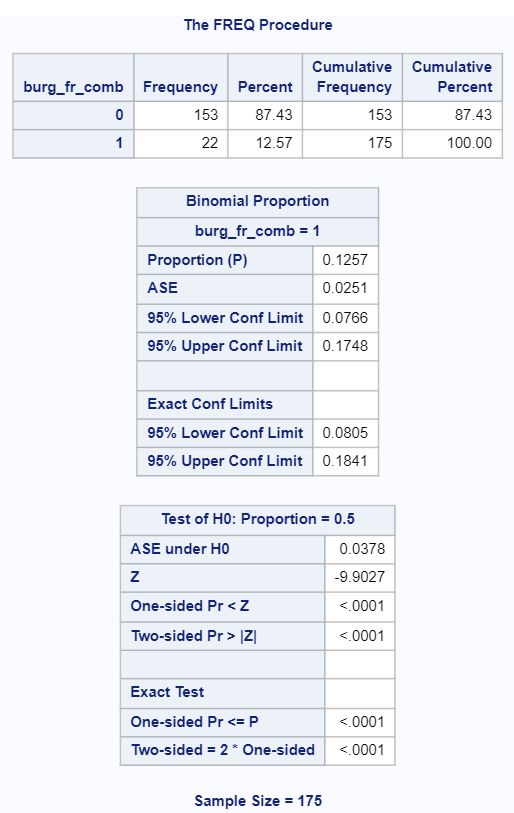 The FREQ Procedure
burg_fr_comb Frequency Percent Cumulative Frequency Cumulative Percent
0 153 87.43 153 87.43
1 22 12.57 175 100.00
Binomial Proportion
burg_fr_comb = 1
Proportion (P) 0.1257
ASE 0.0251
95% Lower Conf Limit 0.0766
95% Upper Conf Limit 0.1748
Exact Conf Limits
95% Lower Conf Limit 0.0805
95% Upper Conf Limit 0.1841
Test of H0: Proportion = 0.5
ASE under H0 0.0378
Z -9.9027
One-sided Pr < Z <.0001
Two-sided Pr > |Z| <.0001
Exact Test
One-sided Pr <= P <.0001
Two-sided = 2 * One-sided <.0001
Sample Size = 175